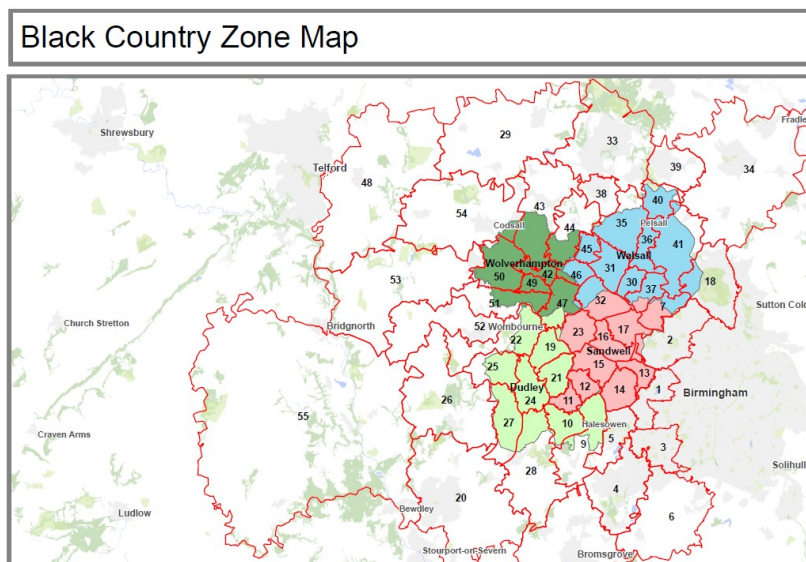 Black Country Zone Map
Fradle
Shrewsbury
29
33
39
34
Telford
48
38
40
54
43
Codsall
44
35
Pelsall
36
41
45
Wolverhampton
Walsall
53
50
42
46
31
49
30
37
18
51
47
32
7
Sutton Cold
Church Stretton
Bridgnorth
52
Wombourne
22
23
16
17
2
19
Sandwell
15
25
21
13
Dudley
12
14
1
Birmingham
55
26
24
11
27
10
Halesowen
Craven Arms
9
5
3
28
Solihull
20
4
Ludlow
Bewdley
6
Stourport-on-Severn
Bromsgrove